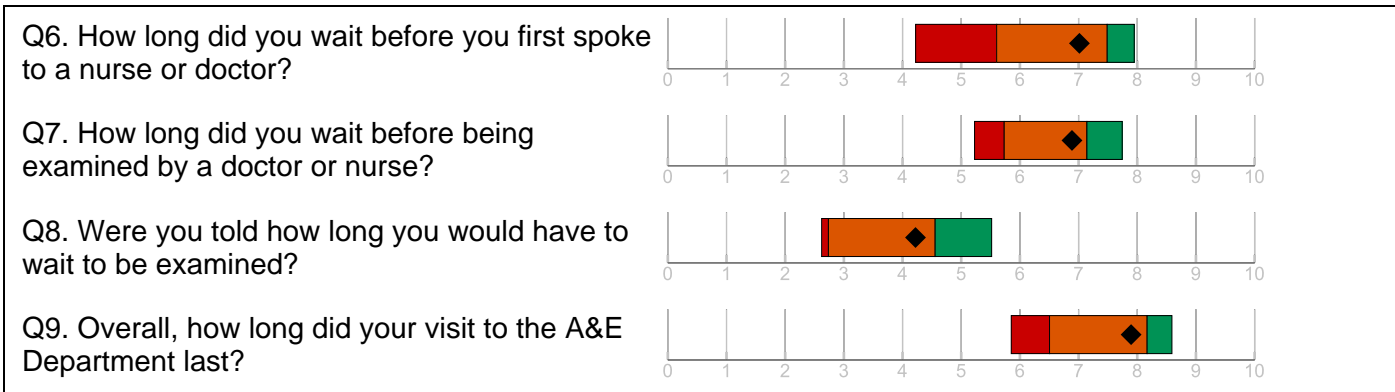 Q6. How long did you wait before you first spoke
to a nurse or doctor?
0 1 2 3 4 5 6 7 8 9 10
Q7. How long did you wait before being
examined by a doctor or nurse?
0 1 2 3 4 5 6 7 8 9 10
Q8. Were you told how long you would have to
wait to be examined?
0 1 2 3 4 5 6 7 8 9 10
Q9. Overall, how long did your visit to the A&E
Department last?
0 1 2 3 4 5 6 7 8 9 10